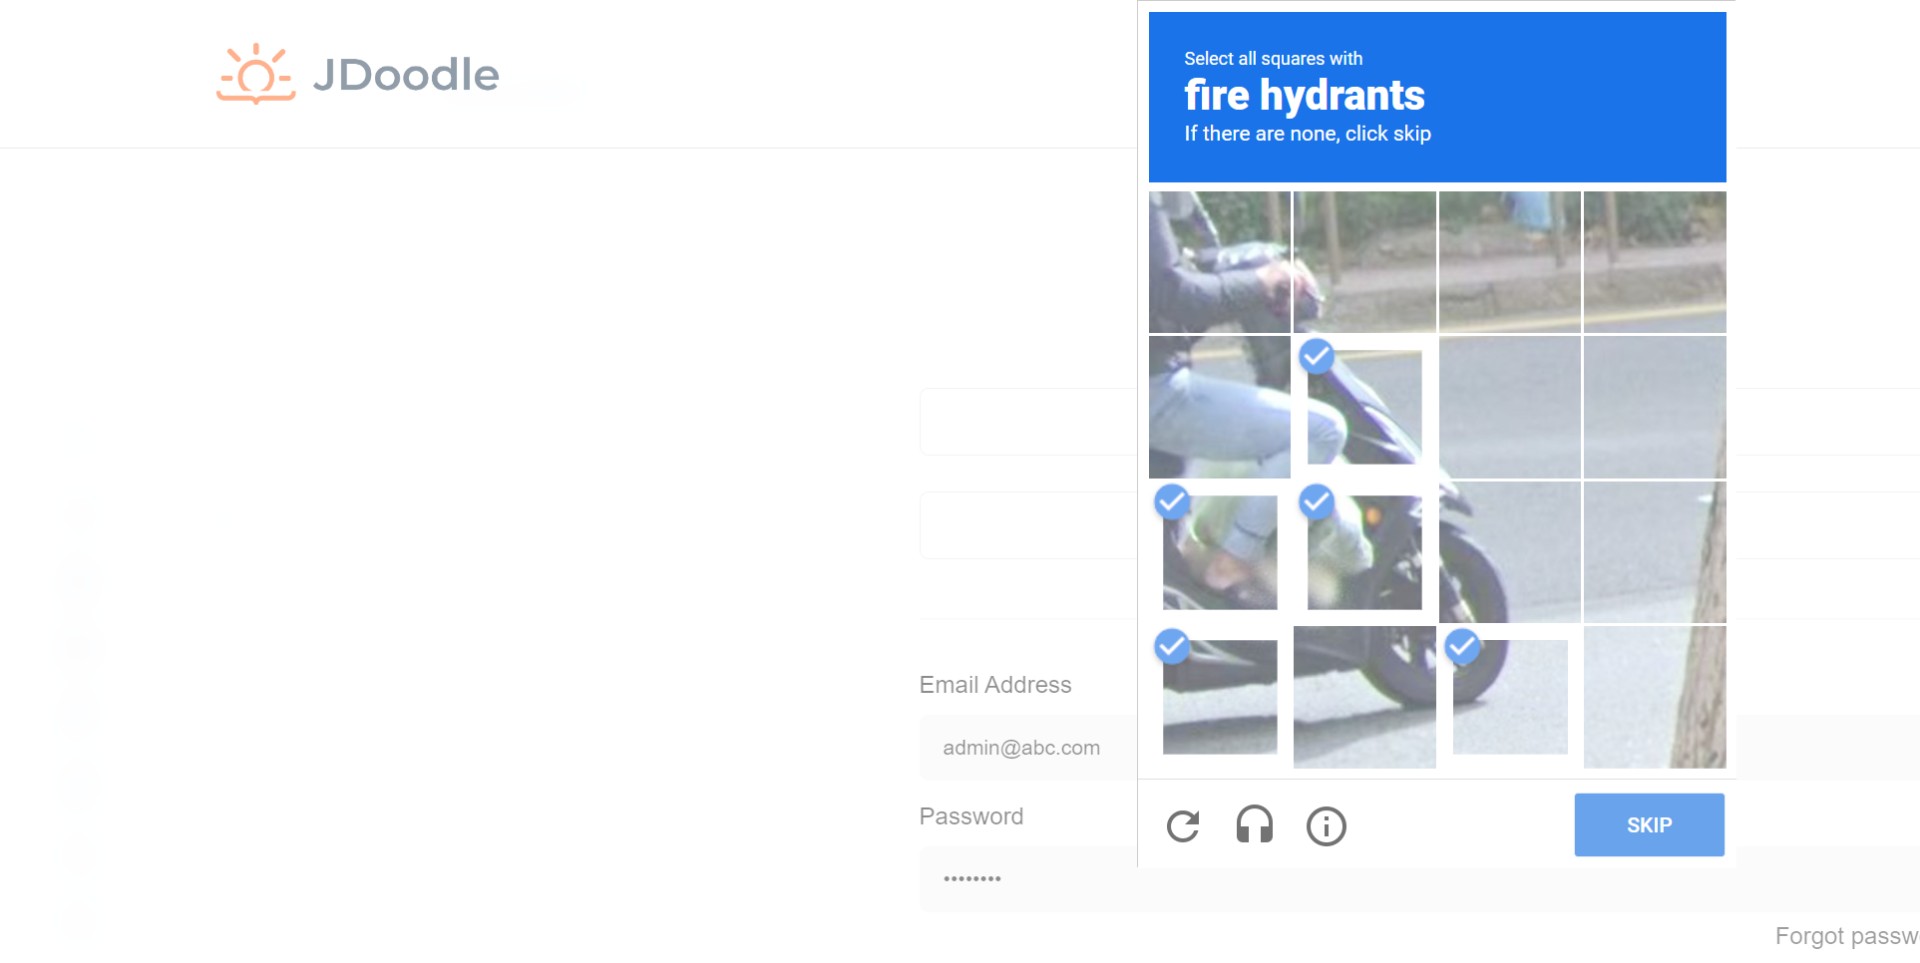 JDoodle
Select all squares with
fire hydrants
If there are none, click skip
Email Address
admin@abc.com
Password
••••••••
SKIP
Forgot passw